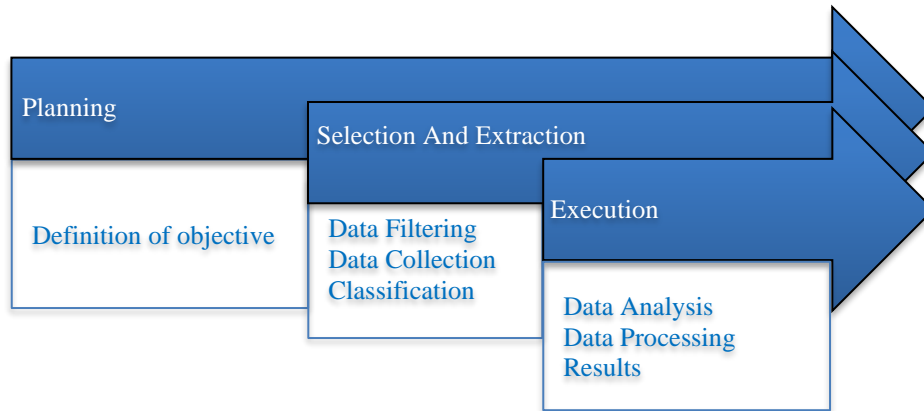 Planning
Definition of objective
Selection And Extraction
Data Filtering
Data Collection
Classification
Execution
Data Analysis
Data Processing
Results